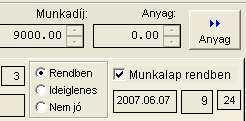 Munkadíj: Anyag:
9000.00 0.00 Anyag
3 Rendben Munkalap rendben
Ideiglenes
2007.06.07 9 24
Nem jó